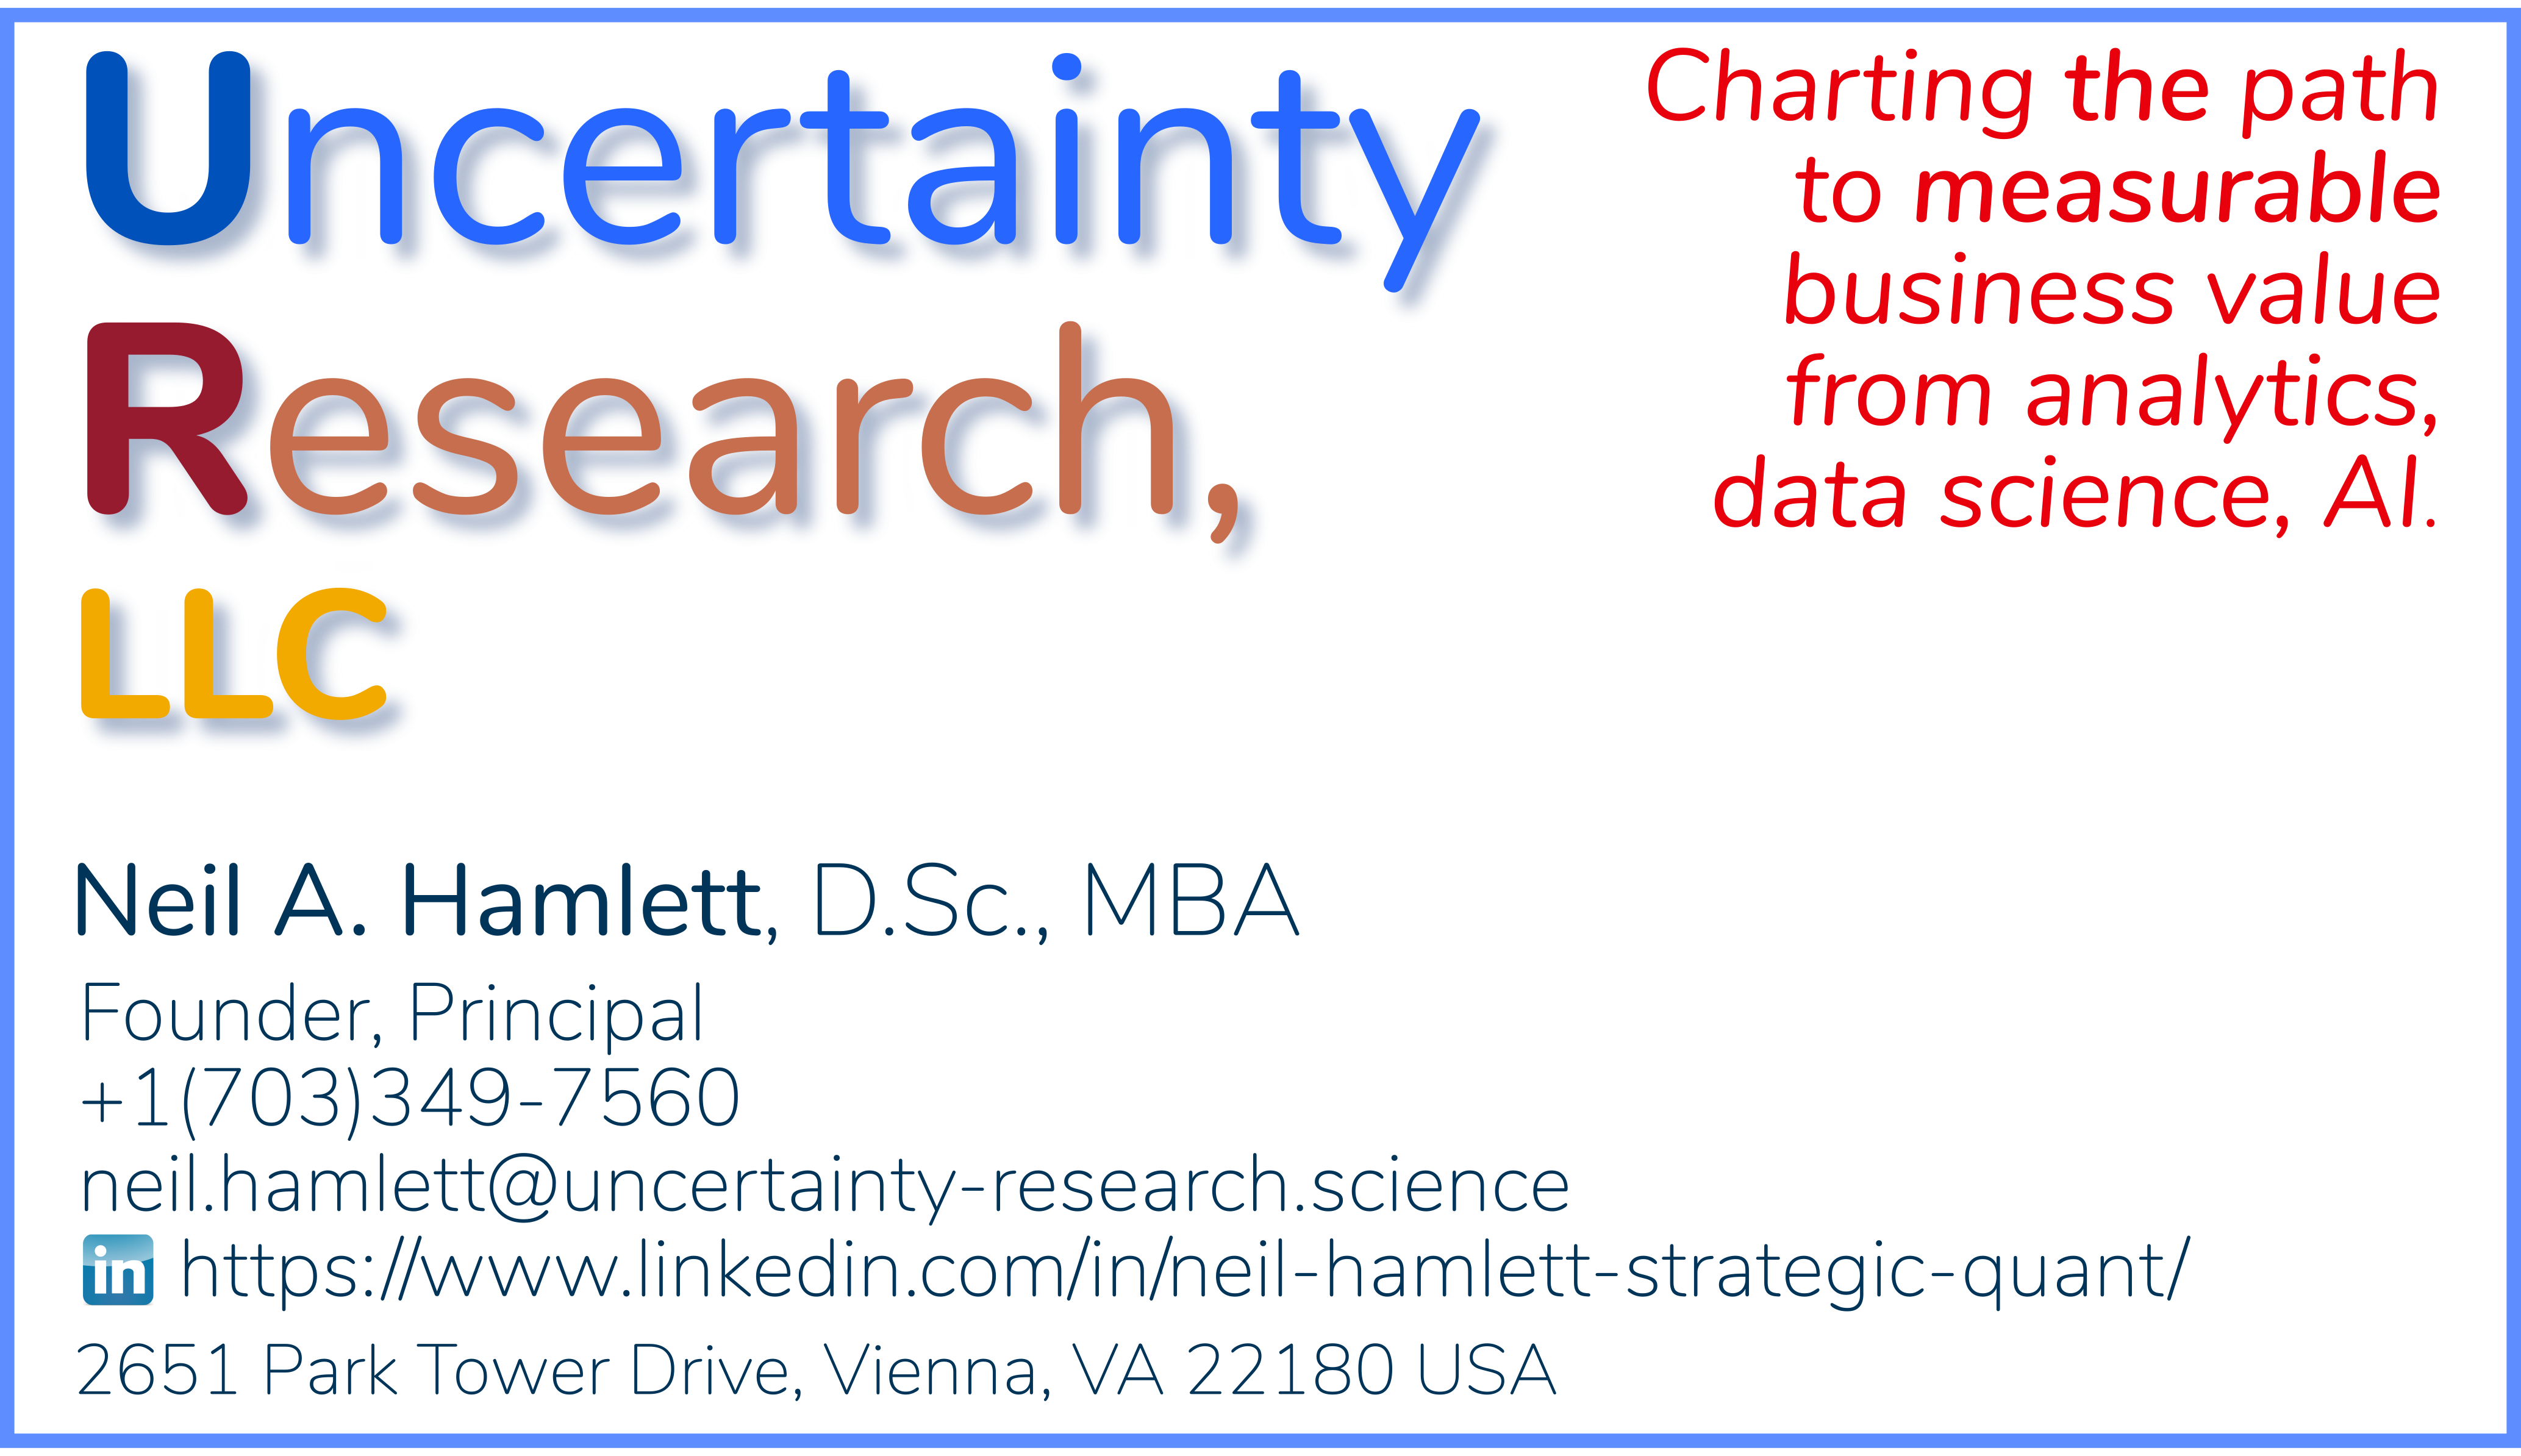 Uncertainty
Research,
LLC
Charting the path
to measurable
business value
from analytics,
data science, AI.
Neil A. Hamlett, D.Sc., MBA
Founder, Principal
+1(703)349-7560
neil.hamlett@uncertainty-research.science
in https://www.linkedin.com/in/neil-hamlett-strategic-quant/
2651 Park Tower Drive, Vienna, VA 22180 USA